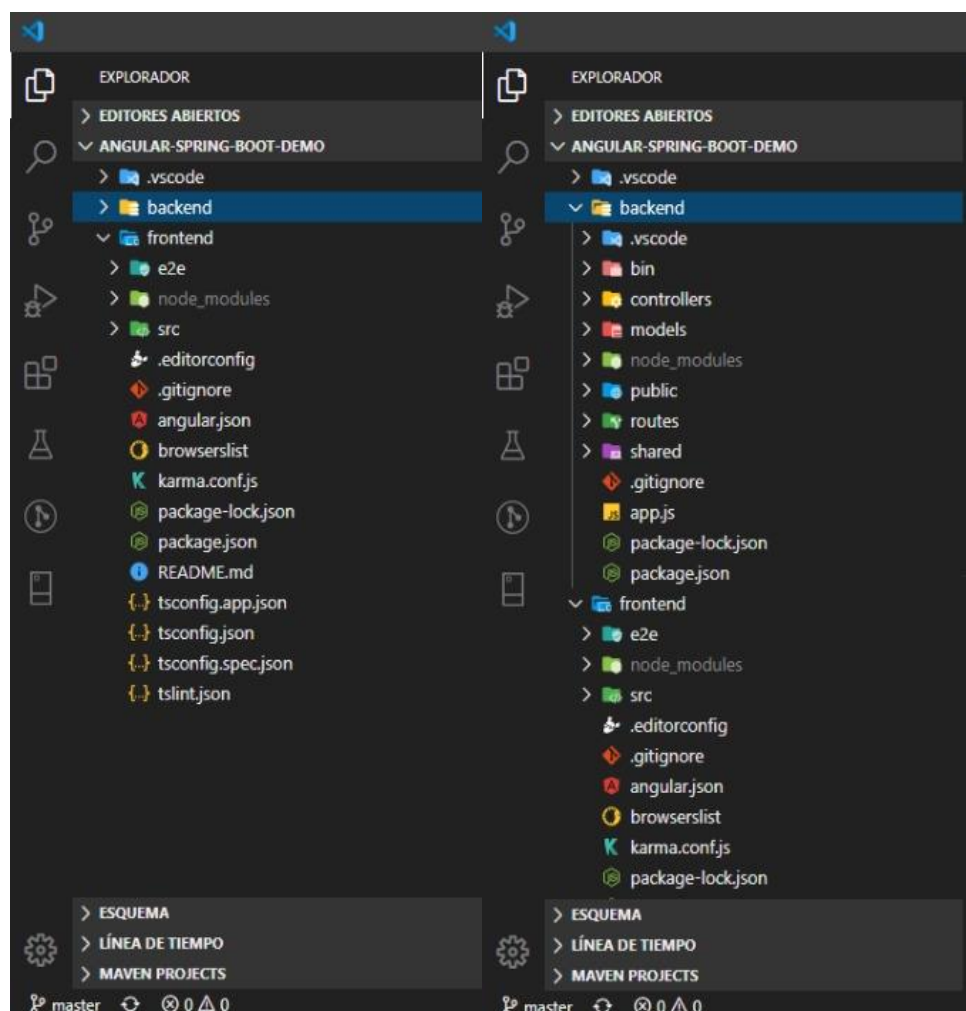 EXPLORADOR
EDITORES ABIERTOS
ANGULAR-SPRING-BOOT-DEMO
.vscode
backend
frontend
e2e
node_modules
src
.editorconfig
.gitignore
angular.json
browserslist
karma.conf.js
package-lock.json
package.json
README.md
tsconfig.app.json
tsconfig.json
tsconfig.spec.json
tslint.json
ESQUEMA
LÍNEA DE TIEMPO
MAVEN PROJECTS
master 0 0
EXPLORADOR
EDITORES ABIERTOS
ANGULAR-SPRING-BOOT-DEMO
.vscode
backend
.vscode
bin
controllers
models
node_modules
public
routes
shared
.gitignore
app.js
package-lock.json
package.json
frontend
e2e
node_modules
src
.editorconfig
.gitignore
angular.json
browserslist
karma.conf.js
package-lock.json
ESQUEMA
LÍNEA DE TIEMPO
MAVEN PROJECTS
master 0 0